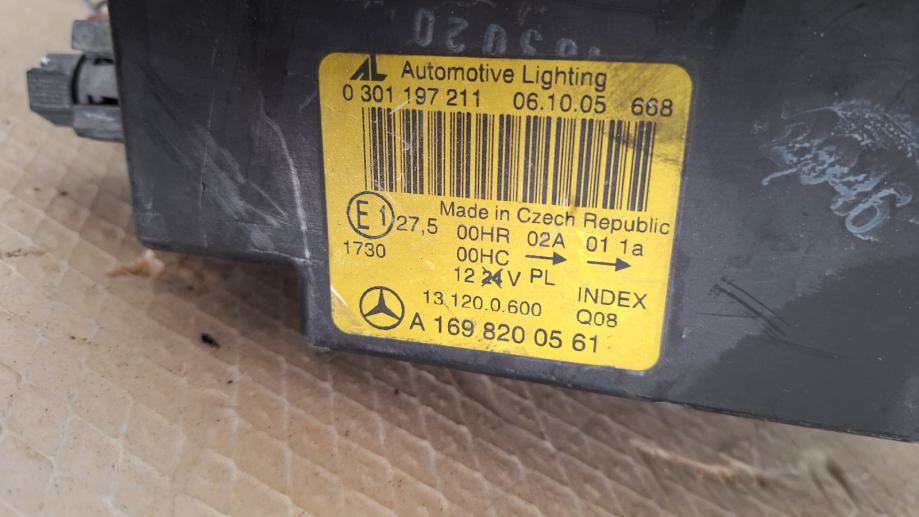 AL Automotive Lighting
0 301 197 211 06.10.05 668
Made in Czech Republic
E1 27,5 00HR 02A 01 1a
1730 00HC → →
12 24 V PL
13.120.0.600 INDEX
Q08
A 169 820 05 61